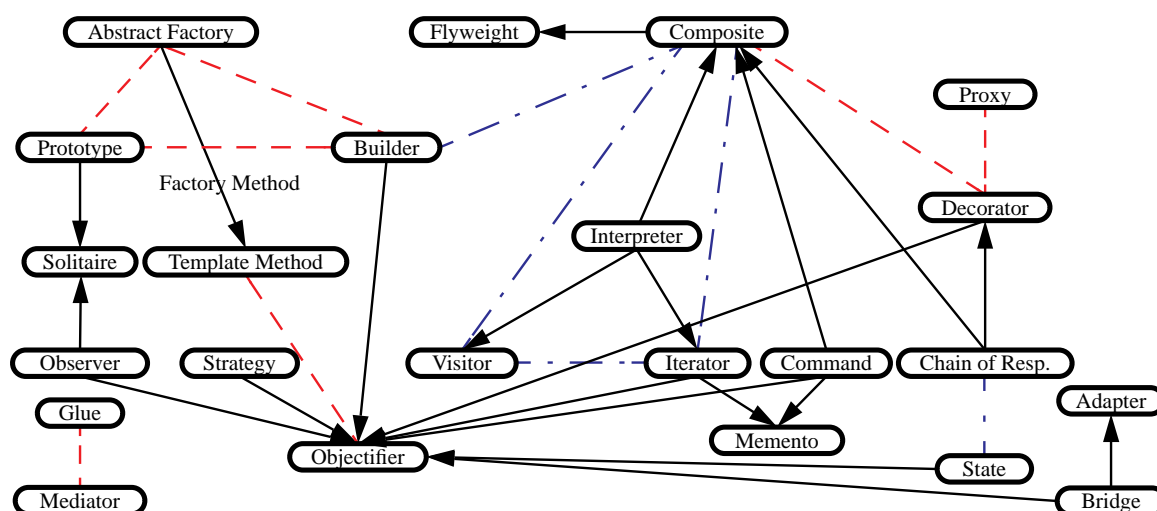 Abstract Factory
Flyweight
Composite
Proxy
Prototype
Builder
Factory Method
Decorator
Interpreter
Solitaire
Template Method
Observer
Strategy
Visitor
Iterator
Command
Chain of Resp.
Glue
Adapter
Memento
Objectifier
State
Mediator
Bridge